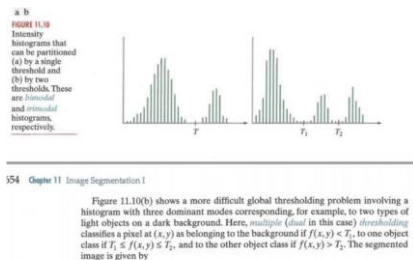 a b
FIGURE 11.10
Intensity
histograms that
can be partitioned
(a) by a single
threshold and
(b) by two
thresholds. These
are bimodal
and trimodal
histograms,
respectively.
T
T₁ T₂
554 Chapter 11 Image Segmentation I
Figure 11.10(b) shows a more difficult global thresholding problem involving a
histogram with three dominant modes corresponding, for example, to two types of
light objects on a dark background. Here, multiple (dual in this case) thresholding
classifies a pixel at (x, y) as belonging to the background if f(x, y) < T₁, to one object
class if T₁ ≤ f(x, y) ≤ T₂, and to the other object class if f(x, y) > T₂. The segmented
image is given by